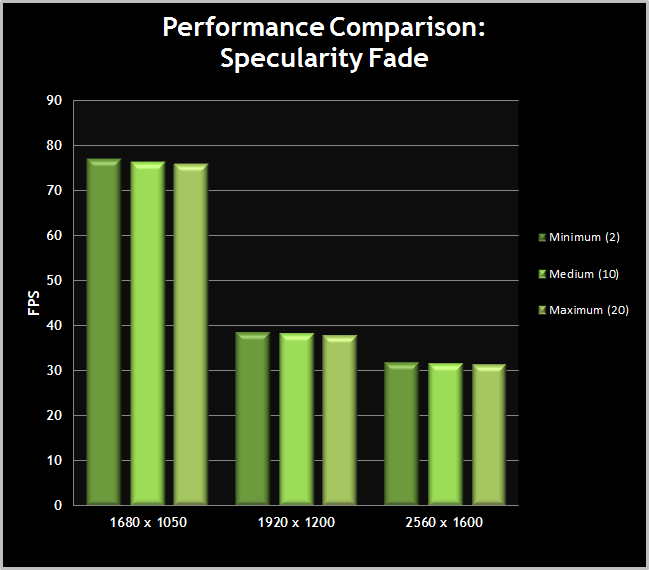 Performance Comparison:
Specularity Fade
90
80
70
60
50
40
30
20
10
0
FPS
1680 x 1050
1920 x 1200
2560 x 1600
Minimum (2)
Medium (10)
Maximum (20)